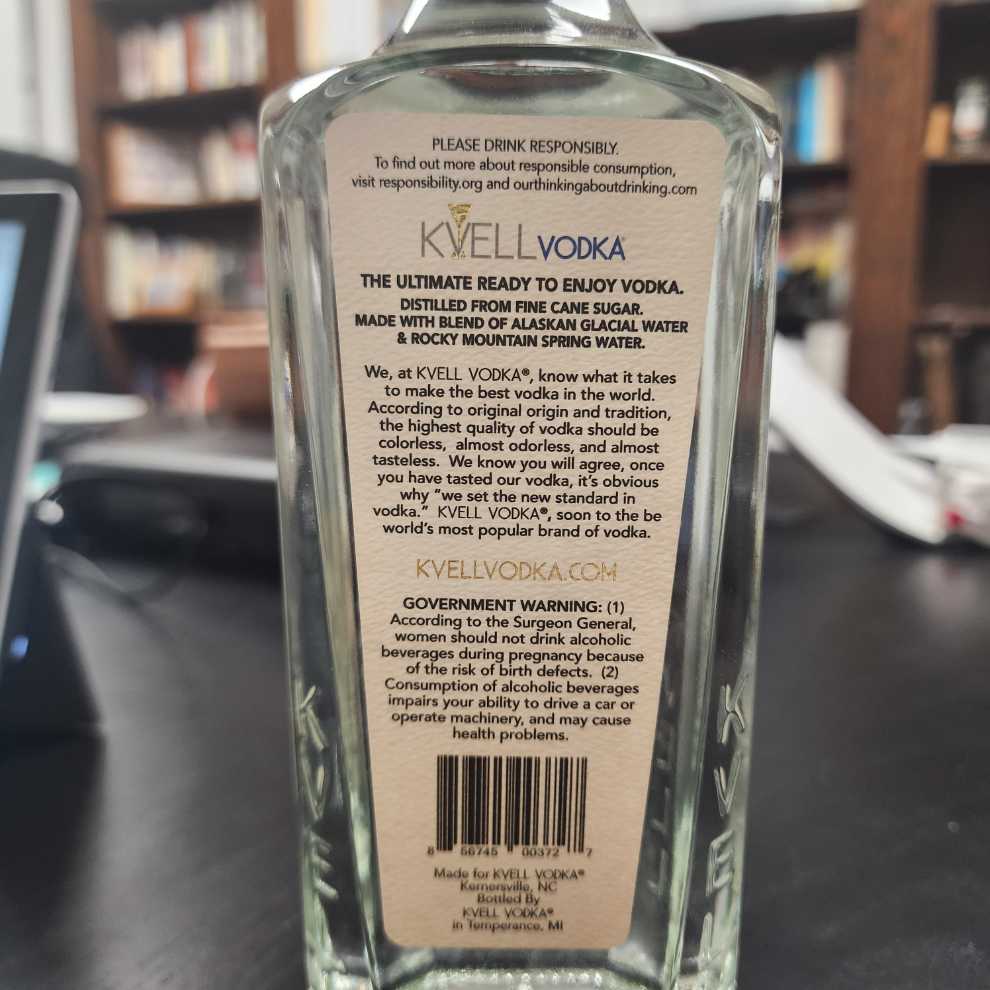 PLEASE DRINK RESPONSIBLY.
To find out more about responsible consumption,
visit responsibility.org and ourthinkingaboutdrinking.com
KVELL VODKA
THE ULTIMATE READY TO ENJOY VODKA.
DISTILLED FROM FINE CANE SUGAR.
MADE WITH BLEND OF ALASKAN GLACIAL WATER
& ROCKY MOUNTAIN SPRING WATER.
We, at KVELL VODKA®, know what it takes
to make the best vodka in the world.
According to original origin and tradition,
the highest quality of vodka should be
colorless, almost odorless, and almost
tasteless. We know you will agree, once
you have tasted our vodka, it's obvious
why "we set the new standard in
vodka." KVELL VODKA®, soon to the be
world's most popular brand of vodka.
KVELLVODKA.COM
GOVERNMENT WARNING: (1)
According to the Surgeon General,
women should not drink alcoholic
beverages during pregnancy because
of the risk of birth defects. (2)
Consumption of alcoholic beverages
impairs your ability to drive a car or
operate machinery, and may cause
health problems.
8 56745 00372 7
Made for KVELL VODKA®
Kernersville, NC
Bottled By
KVELL VODKA®
in Temperance, MI